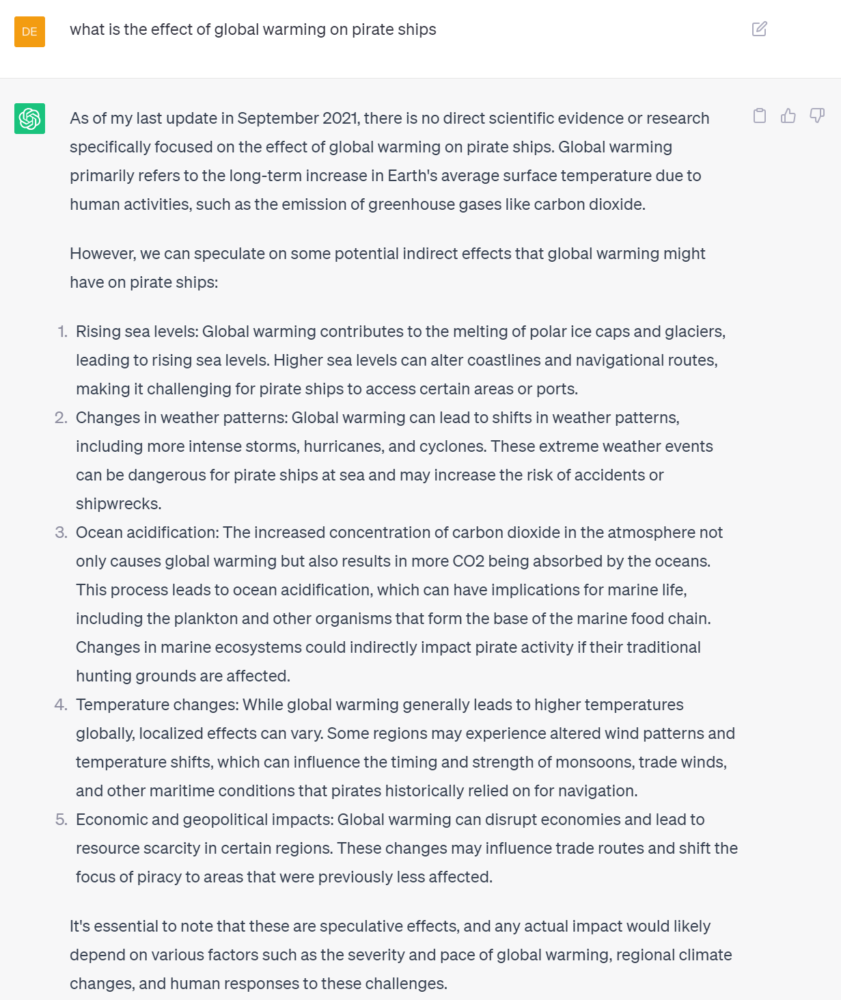 DE
what is the effect of global warming on pirate ships
As of my last update in September 2021, there is no direct scientific evidence or research
specifically focused on the effect of global warming on pirate ships. Global warming
primarily refers to the long-term increase in Earth's average surface temperature due to
human activities, such as the emission of greenhouse gases like carbon dioxide.
However, we can speculate on some potential indirect effects that global warming might
have on pirate ships:
1. Rising sea levels: Global warming contributes to the melting of polar ice caps and glaciers,
leading to rising sea levels. Higher sea levels can alter coastlines and navigational routes,
making it challenging for pirate ships to access certain areas or ports.
2. Changes in weather patterns: Global warming can lead to shifts in weather patterns,
including more intense storms, hurricanes, and cyclones. These extreme weather events
can be dangerous for pirate ships at sea and may increase the risk of accidents or
shipwrecks.
3. Ocean acidification: The increased concentration of carbon dioxide in the atmosphere not
only causes global warming but also results in more CO2 being absorbed by the oceans.
This process leads to ocean acidification, which can have implications for marine life,
including the plankton and other organisms that form the base of the marine food chain.
Changes in marine ecosystems could indirectly impact pirate activity if their traditional
hunting grounds are affected.
4. Temperature changes: While global warming generally leads to higher temperatures
globally, localized effects can vary. Some regions may experience altered wind patterns and
temperature shifts, which can influence the timing and strength of monsoons, trade winds,
and other maritime conditions that pirates historically relied on for navigation.
5. Economic and geopolitical impacts: Global warming can disrupt economies and lead to
resource scarcity in certain regions. These changes may influence trade routes and shift the
focus of piracy to areas that were previously less affected.
It's essential to note that these are speculative effects, and any actual impact would likely
depend on various factors such as the severity and pace of global warming, regional climate
changes, and human responses to these challenges.